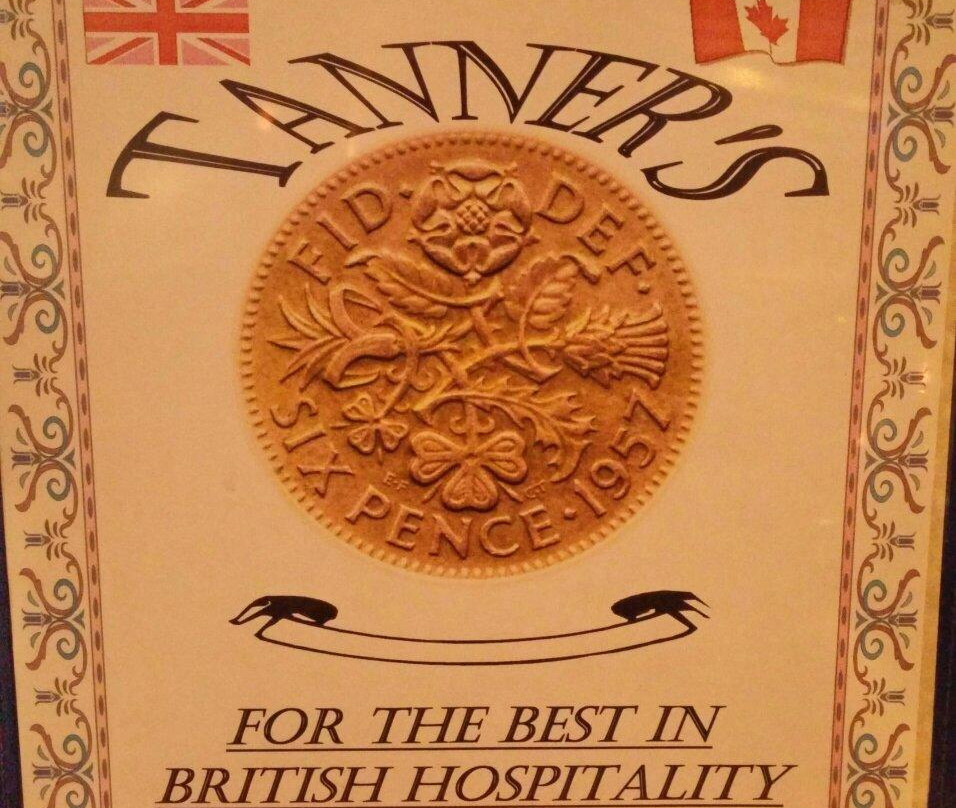 TANNER'S
FID · DEF ·
SIX PENCE · 1957
E·F C·T
FOR THE BEST IN
BRITISH HOSPITALITY